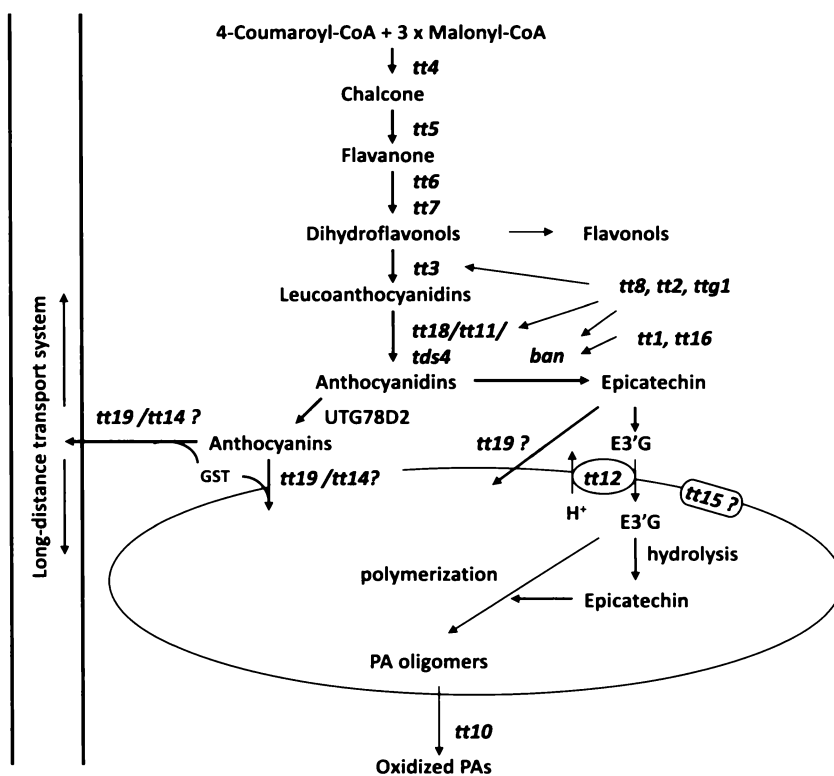 4-Coumaroyl-CoA + 3 x Malonyl-CoA
tt4
Chalcone
tt5
Flavanone
tt6
tt7
Dihydroflavonols
Flavonols
tt3
tt8, tt2, ttg1
Leucoanthocyanidins
tt18/tt11/
tds4
ban
tt1, tt16
Anthocyanidins
Epicatechin
UTG78D2
tt19 /tt14 ?
Anthocyanins
tt19 ?
E3'G
GST
tt19 /tt14?
tt12
tt15 ?
H+
E3'G
hydrolysis
polymerization
Epicatechin
PA oligomers
tt10
Oxidized PAs
Long-distance transport system